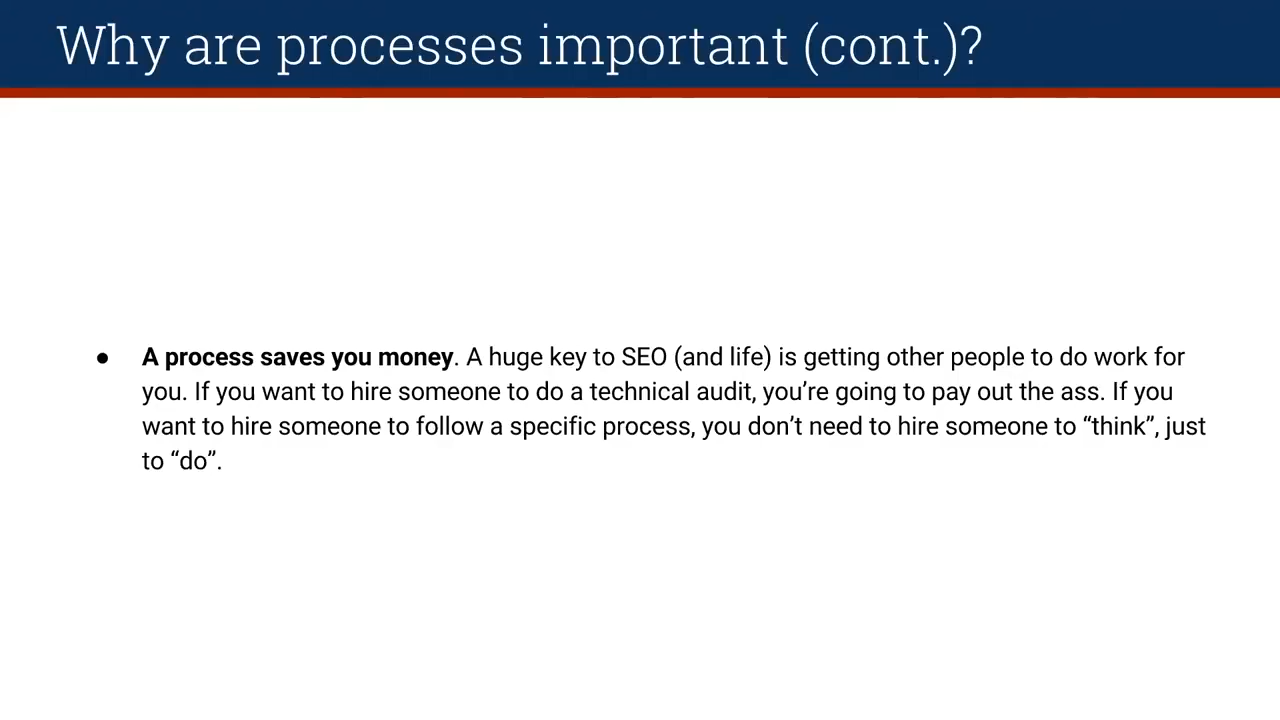 Why are processes important (cont.)?
● A process saves you money. A huge key to SEO (and life) is getting other people to do work for
you. If you want to hire someone to do a technical audit, you’re going to pay out the ass. If you
want to hire someone to follow a specific process, you don’t need to hire someone to “think”, just
to “do”.